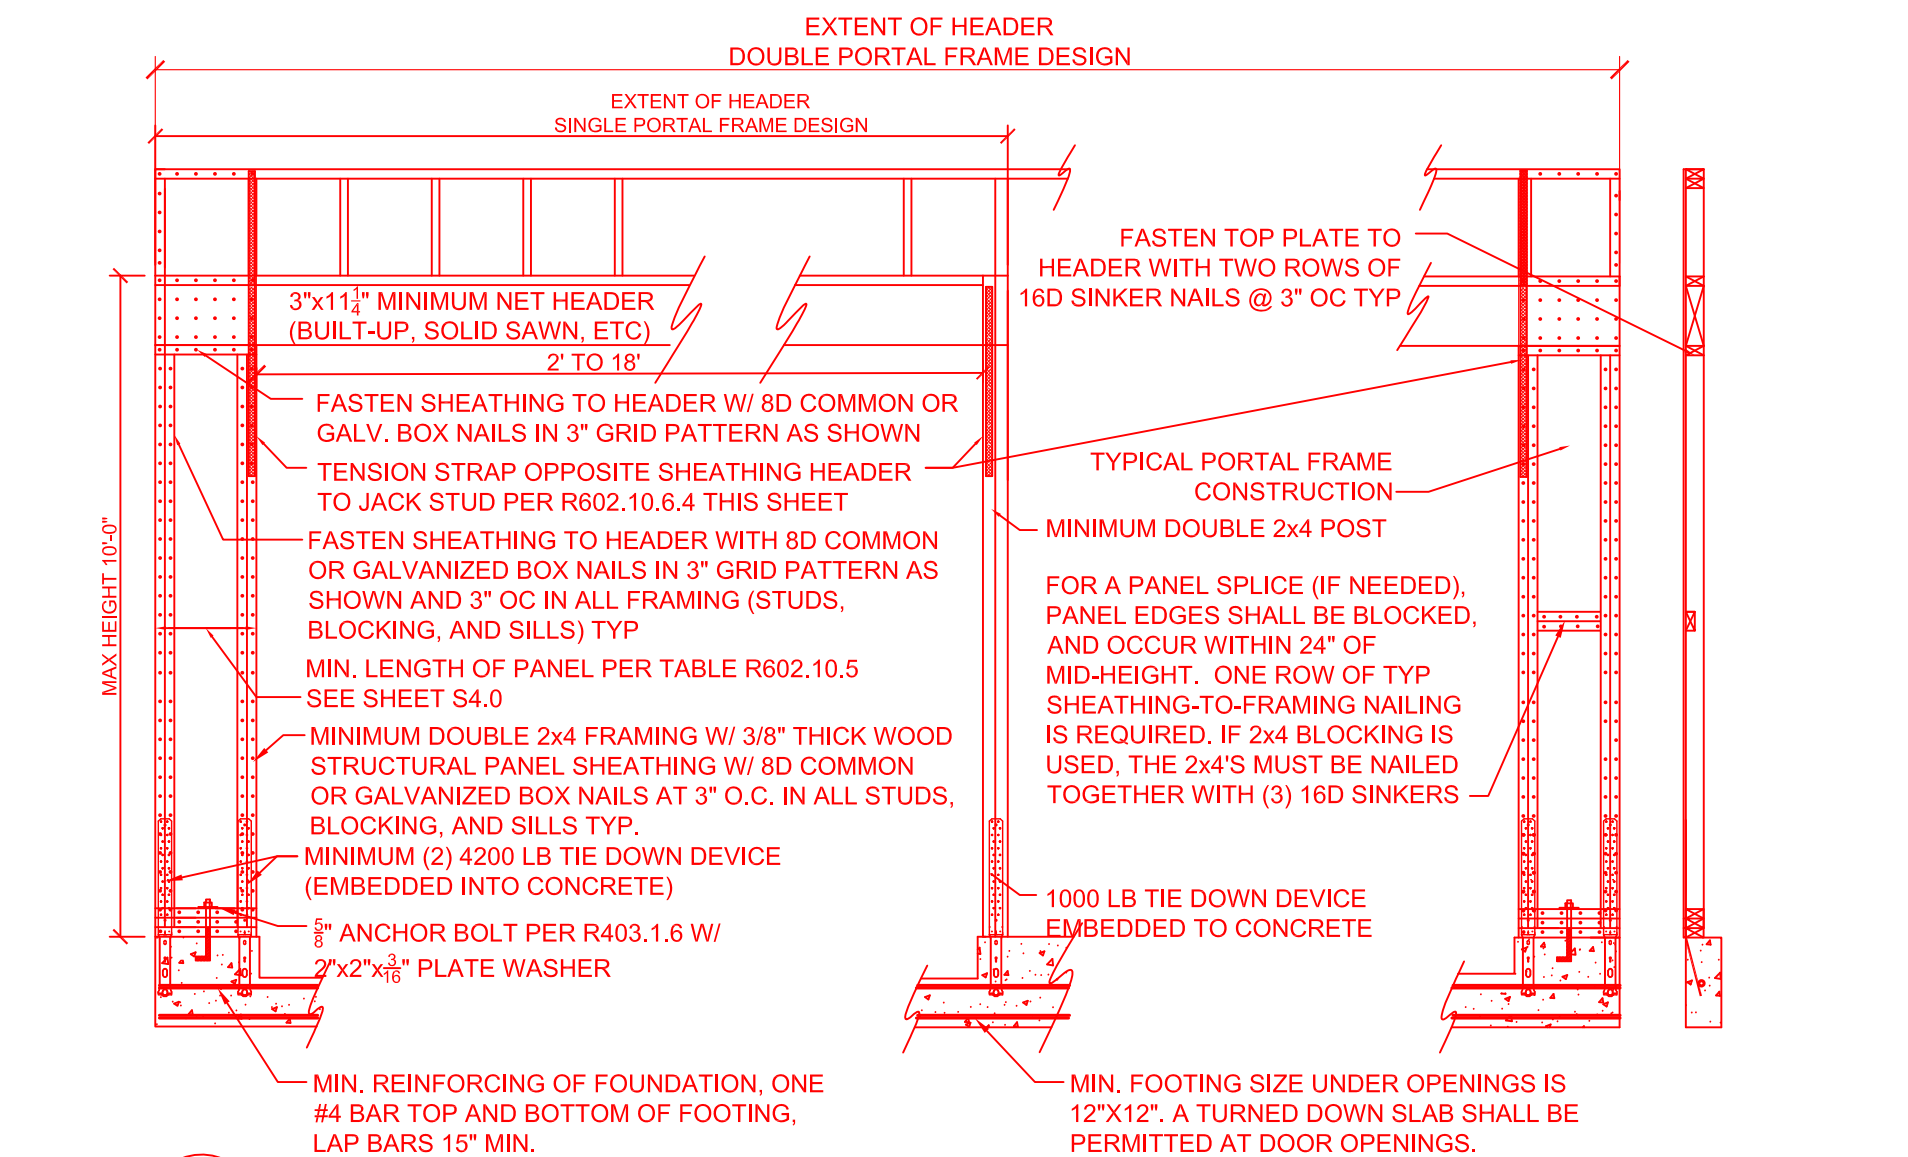 EXTENT OF HEADER
DOUBLE PORTAL FRAME DESIGN
EXTENT OF HEADER
SINGLE PORTAL FRAME DESIGN
FASTEN TOP PLATE TO
HEADER WITH TWO ROWS OF
16D SINKER NAILS @ 3" OC TYP
3"x11 1/4" MINIMUM NET HEADER
(BUILT-UP, SOLID SAWN, ETC)
2' TO 18'
FASTEN SHEATHING TO HEADER W/ 8D COMMON OR
GALV. BOX NAILS IN 3" GRID PATTERN AS SHOWN
TENSION STRAP OPPOSITE SHEATHING HEADER
TO JACK STUD PER R602.10.6.4 THIS SHEET
TYPICAL PORTAL FRAME
CONSTRUCTION
MINIMUM DOUBLE 2x4 POST
MAX HEIGHT 10'-0"
FASTEN SHEATHING TO HEADER WITH 8D COMMON
OR GALVANIZED BOX NAILS IN 3" GRID PATTERN AS
SHOWN AND 3" OC IN ALL FRAMING (STUDS,
BLOCKING, AND SILLS) TYP
MIN. LENGTH OF PANEL PER TABLE R602.10.5
SEE SHEET S4.0
FOR A PANEL SPLICE (IF NEEDED),
PANEL EDGES SHALL BE BLOCKED,
AND OCCUR WITHIN 24" OF
MID-HEIGHT. ONE ROW OF TYP
SHEATHING-TO-FRAMING NAILING
IS REQUIRED. IF 2x4 BLOCKING IS
USED, THE 2x4'S MUST BE NAILED
TOGETHER WITH (3) 16D SINKERS
MINIMUM DOUBLE 2x4 FRAMING W/ 3/8" THICK WOOD
STRUCTURAL PANEL SHEATHING W/ 8D COMMON
OR GALVANIZED BOX NAILS AT 3" O.C. IN ALL STUDS,
BLOCKING, AND SILLS TYP.
MINIMUM (2) 4200 LB TIE DOWN DEVICE
(EMBEDDED INTO CONCRETE)
1000 LB TIE DOWN DEVICE
EMBEDDED TO CONCRETE
5/8" ANCHOR BOLT PER R403.1.6 W/
2"x2"x3/16" PLATE WASHER
MIN. REINFORCING OF FOUNDATION, ONE
#4 BAR TOP AND BOTTOM OF FOOTING,
LAP BARS 15" MIN.
MIN. FOOTING SIZE UNDER OPENINGS IS
12"X12". A TURNED DOWN SLAB SHALL BE
PERMITTED AT DOOR OPENINGS.